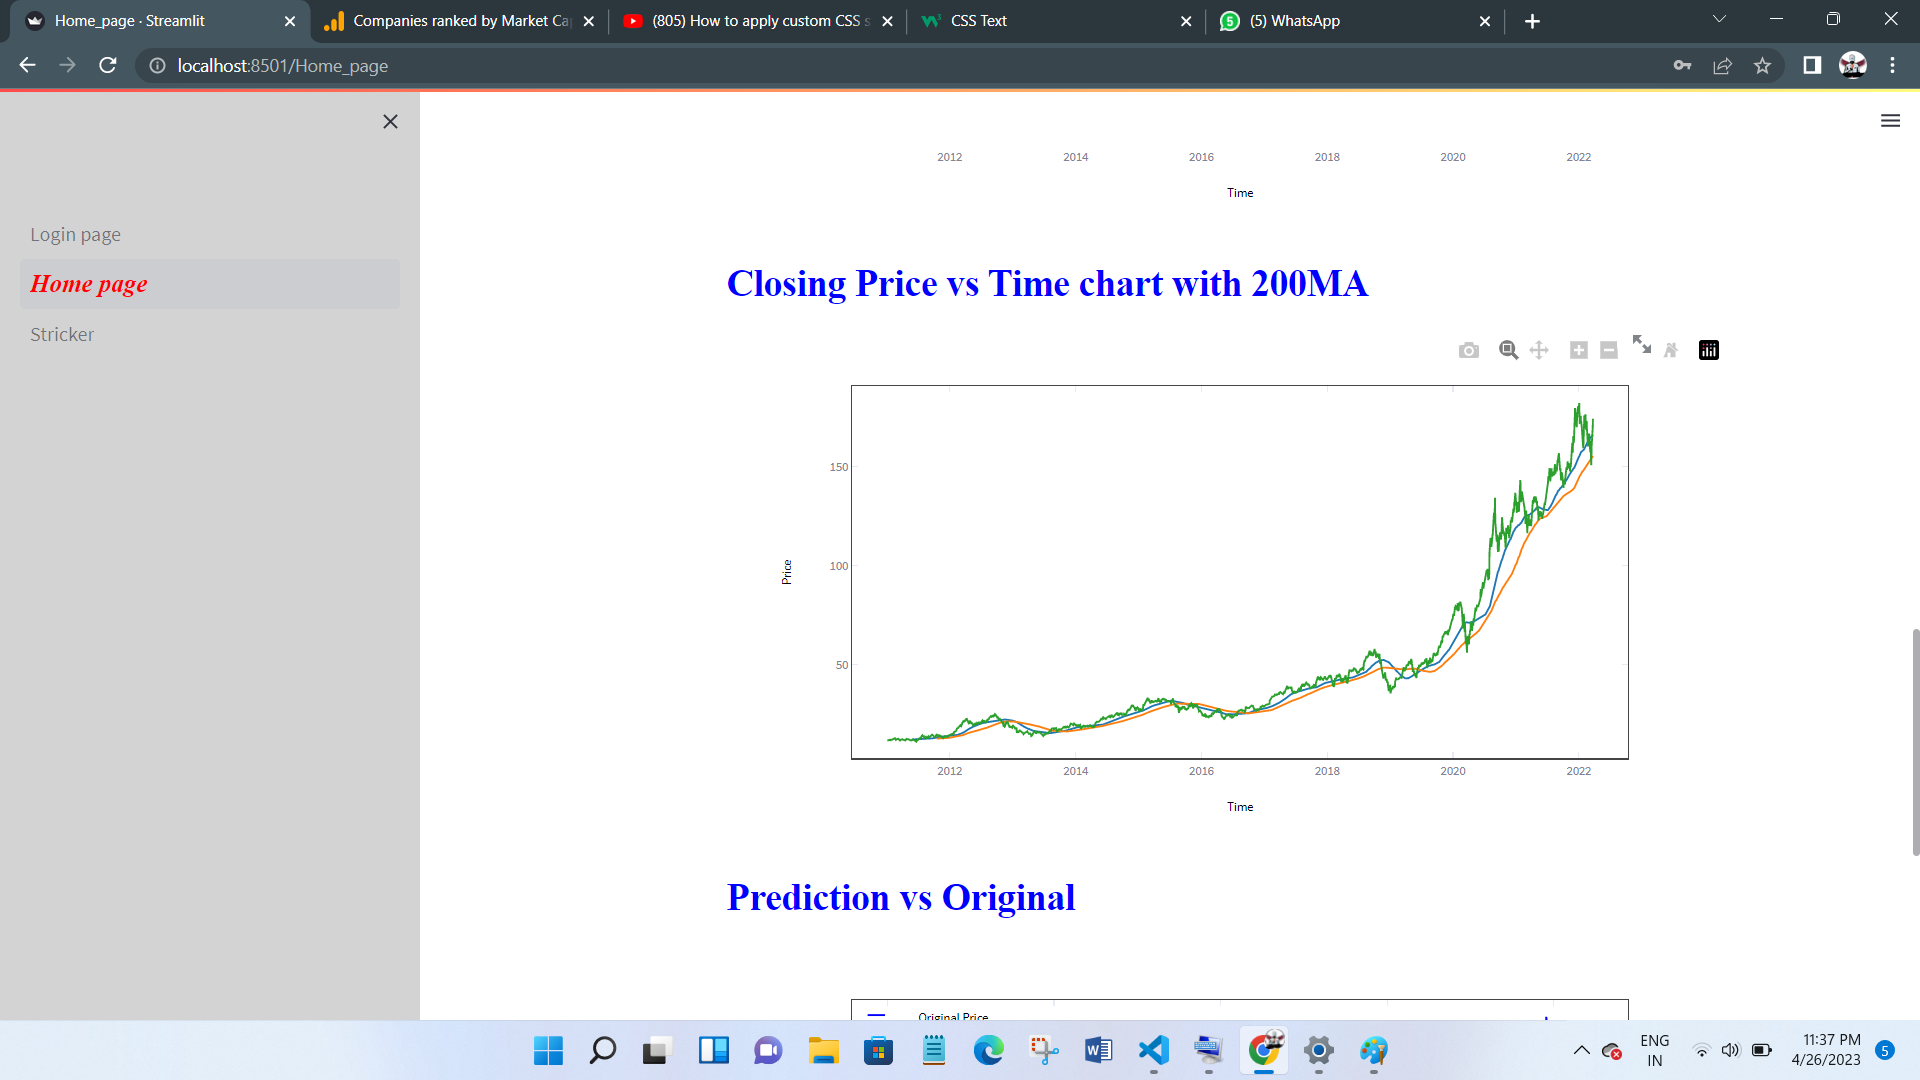 Home_page · Streamlit
Companies ranked by Market Ca
(805) How to apply custom CSS s
CSS Text
(5) WhatsApp
localhost:8501/Home_page
Login page
Home page
Stricker
2012 2014 2016 2018 2020 2022
Time
Closing Price vs Time chart with 200MA
150
100
50
Price
2012 2014 2016 2018 2020 2022
Time
Prediction vs Original
Original Price
ENG
IN
11:37 PM
4/26/2023
5